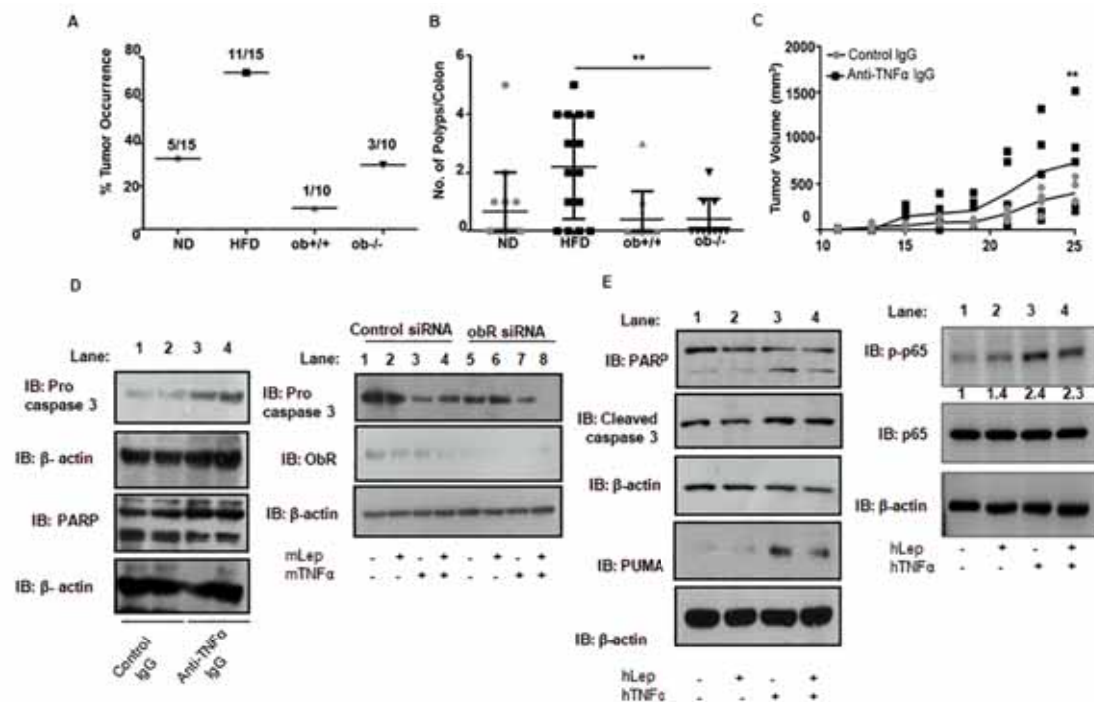 A
% Tumor Occurrence
80
60
40
20
0
5/15
11/15
1/10
3/10
ND
HFD
ob+/+
ob-/-
B
No. of Polyps/Colon
6
4
2
0
**
ND
HFD
ob+/+
ob-/-
C
Tumor Volume (mm³)
2000
1500
1000
500
0
Control IgG
Anti-TNFα IgG
**
10
15
20
25
D
Lane:
1 2 3 4
IB: Pro
caspase 3
IB: β- actin
IB: PARP
IB: β- actin
Control
IgG
Anti-TNFα
IgG
Control siRNA
obR siRNA
Lane:
1 2 3 4 5 6 7 8
IB: Pro
caspase 3
IB: ObR
IB: β-actin
mLep - + - + - + - +
mTNFα - - + + - - + +
E
Lane:
1 2 3 4
IB: PARP
IB: Cleaved
caspase 3
IB: β-actin
IB: PUMA
IB: β-actin
hLep - + - +
hTNFα - - + +
Lane:
1 2 3 4
IB: p-p65
1 1.4 2.4 2.3
IB: p65
IB: β-actin
hLep - + - +
hTNFα - - + +